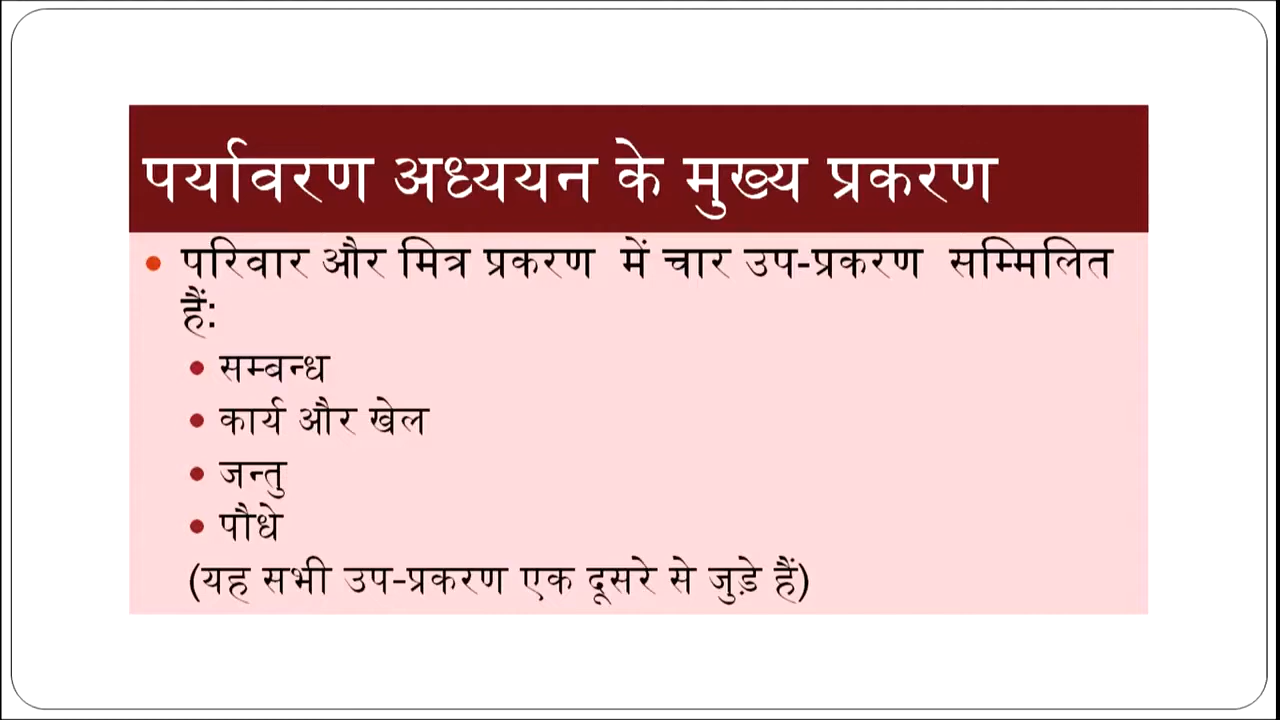 पर्यावरण अध्ययन के मुख्य प्रकरण
• परिवार और मित्र प्रकरण में चार उप-प्रकरण सम्मिलित
हैं:
• सम्बन्ध
• कार्य और खेल
• जन्तु
• पौधे
(यह सभी उप-प्रकरण एक दूसरे से जुड़े हैं)